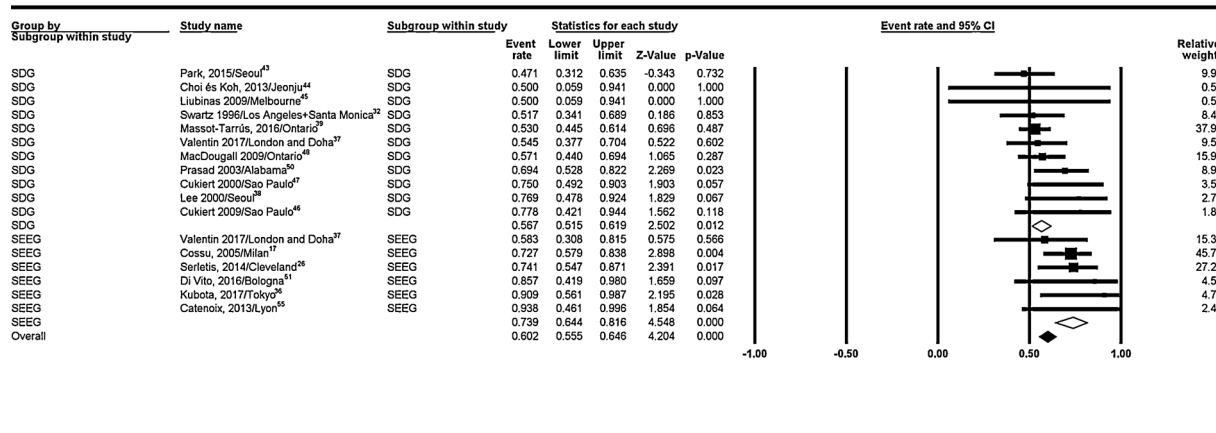 Group by Subgroup within study Study name Subgroup within study Statistics for each study Event rate and 95% CI
Event rate Lower limit Upper limit Z-Value p-Value Relative weight
SDG Park, 2015/Seoul43 SDG 0.471 0.312 0.635 -0.343 0.732 9.9
SDG Choi és Koh, 2013/Jeonju44 SDG 0.500 0.059 0.941 0.000 1.000 0.5
SDG Liubinas 2009/Melbourne45 SDG 0.500 0.059 0.941 0.000 1.000 0.5
SDG Swartz 1996/Los Angeles+Santa Monica32 SDG 0.517 0.341 0.689 0.186 0.853 8.4
SDG Massot-Tarrús, 2016/Ontario39 SDG 0.530 0.445 0.614 0.696 0.487 37.9
SDG Valentin 2017/London and Doha37 SDG 0.545 0.377 0.704 0.522 0.602 9.5
SDG MacDougall 2009/Ontario48 SDG 0.571 0.440 0.694 1.065 0.287 15.9
SDG Prasad 2003/Alabama50 SDG 0.694 0.528 0.822 2.269 0.023 8.9
SDG Cukiert 2000/Sao Paulo47 SDG 0.750 0.492 0.903 1.903 0.057 3.5
SDG Lee 2000/Seoul38 SDG 0.769 0.478 0.924 1.829 0.067 2.7
SDG Cukiert 2009/Sao Paulo46 SDG 0.778 0.421 0.944 1.562 0.118 1.8
SDG 0.567 0.515 0.619 2.502 0.012
SEEG Valentin 2017/London and Doha37 SEEG 0.583 0.308 0.815 0.575 0.566 15.3
SEEG Cossu, 2005/Milan17 SEEG 0.727 0.579 0.838 2.898 0.004 45.7
SEEG Serletis, 2014/Cleveland26 SEEG 0.741 0.547 0.871 2.391 0.017 27.2
SEEG Di Vito, 2016/Bologna51 SEEG 0.857 0.419 0.980 1.659 0.097 4.5
SEEG Kubota, 2017/Tokyo36 SEEG 0.909 0.561 0.987 2.195 0.028 4.7
SEEG Catenoix, 2013/Lyon55 SEEG 0.938 0.461 0.996 1.854 0.064 2.4
SEEG 0.739 0.644 0.816 4.548 0.000
Overall 0.602 0.555 0.646 4.204 0.000
-1.00 -0.50 0.00 0.50 1.00